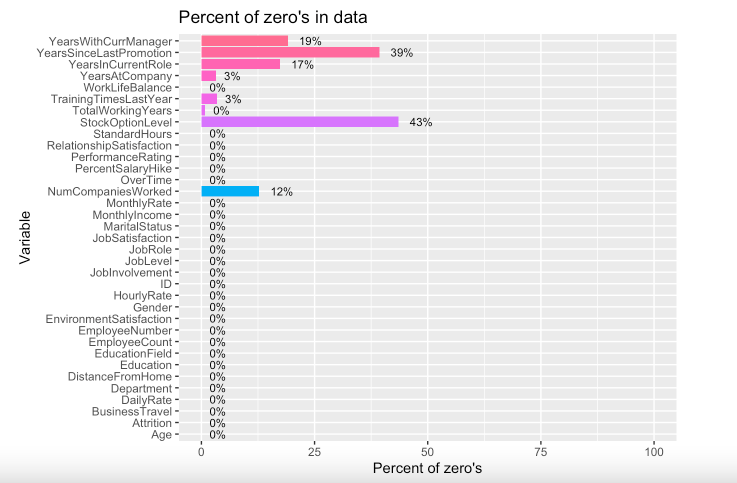 Percent of zero's in data
YearsWithCurrManager 19%
YearsSinceLastPromotion 39%
YearsInCurrentRole 17%
YearsAtCompany 3%
WorkLifeBalance 0%
TrainingTimesLastYear 3%
TotalWorkingYears 0%
StockOptionLevel 43%
StandardHours 0%
RelationshipSatisfaction 0%
PerformanceRating 0%
PercentSalaryHike 0%
OverTime 0%
NumCompaniesWorked 12%
MonthlyRate 0%
MonthlyIncome 0%
MaritalStatus 0%
JobSatisfaction 0%
JobRole 0%
JobLevel 0%
JobInvolvement 0%
ID 0%
HourlyRate 0%
Gender 0%
EnvironmentSatisfaction 0%
EmployeeNumber 0%
EmployeeCount 0%
EducationField 0%
Education 0%
DistanceFromHome 0%
Department 0%
DailyRate 0%
BusinessTravel 0%
Attrition 0%
Age 0%
Variable
0 25 50 75 100
Percent of zero's